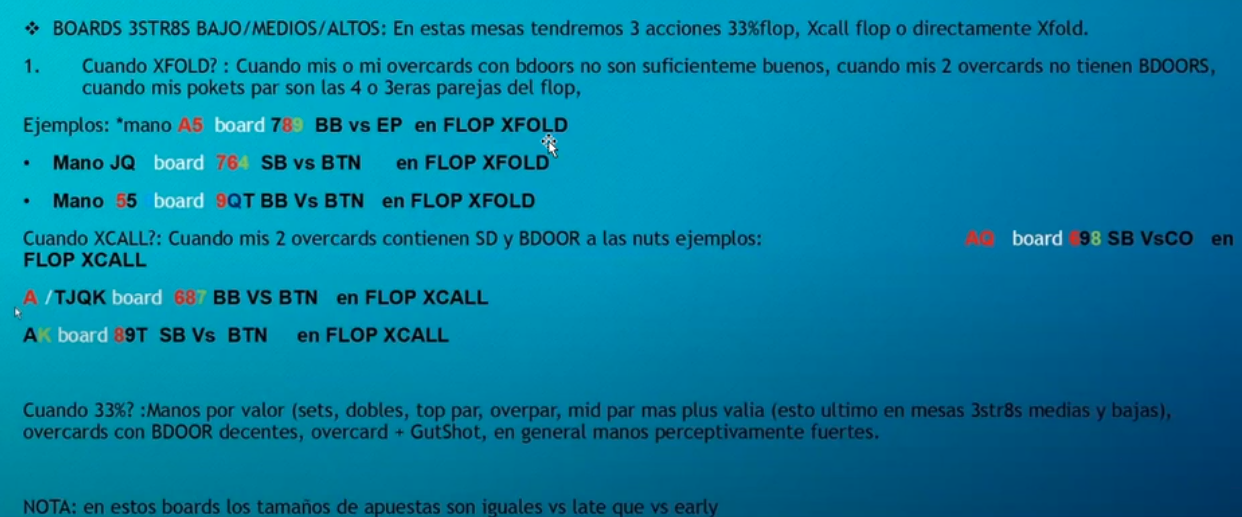 ❖ BOARDS 3STR8S BAJO/MEDIOS/ALTOS: En estas mesas tendremos 3 acciones 33%flop, Xcall flop o directamente Xfold.
1. Cuando XFOLD? : Cuando mis o mi overcards con bdoors no son suficienteme buenos, cuando mis 2 overcards no tienen BDOORS,
cuando mis pokets par son las 4 o 3eras parejas del flop,
Ejemplos: *mano A5 board 789 BB vs EP en FLOP XFOLD
• Mano JQ board 764 SB vs BTN en FLOP XFOLD
• Mano 55 board 9QT BB Vs BTN en FLOP XFOLD
Cuando XCALL?: Cuando mis 2 overcards contienen SD y BDOOR a las nuts ejemplos: AQ board 698 SB VsCO en
FLOP XCALL
A /TJQK board 687 BB VS BTN en FLOP XCALL
AK board 89T SB Vs BTN en FLOP XCALL
Cuando 33%? :Manos por valor (sets, dobles, top par, overpar, mid par mas plus valia (esto ultimo en mesas 3str8s medias y bajas),
overcards con BDOOR decentes, overcard + GutShot, en general manos perceptivamente fuertes.
NOTA: en estos boards los tamaños de apuestas son iguales vs late que vs early